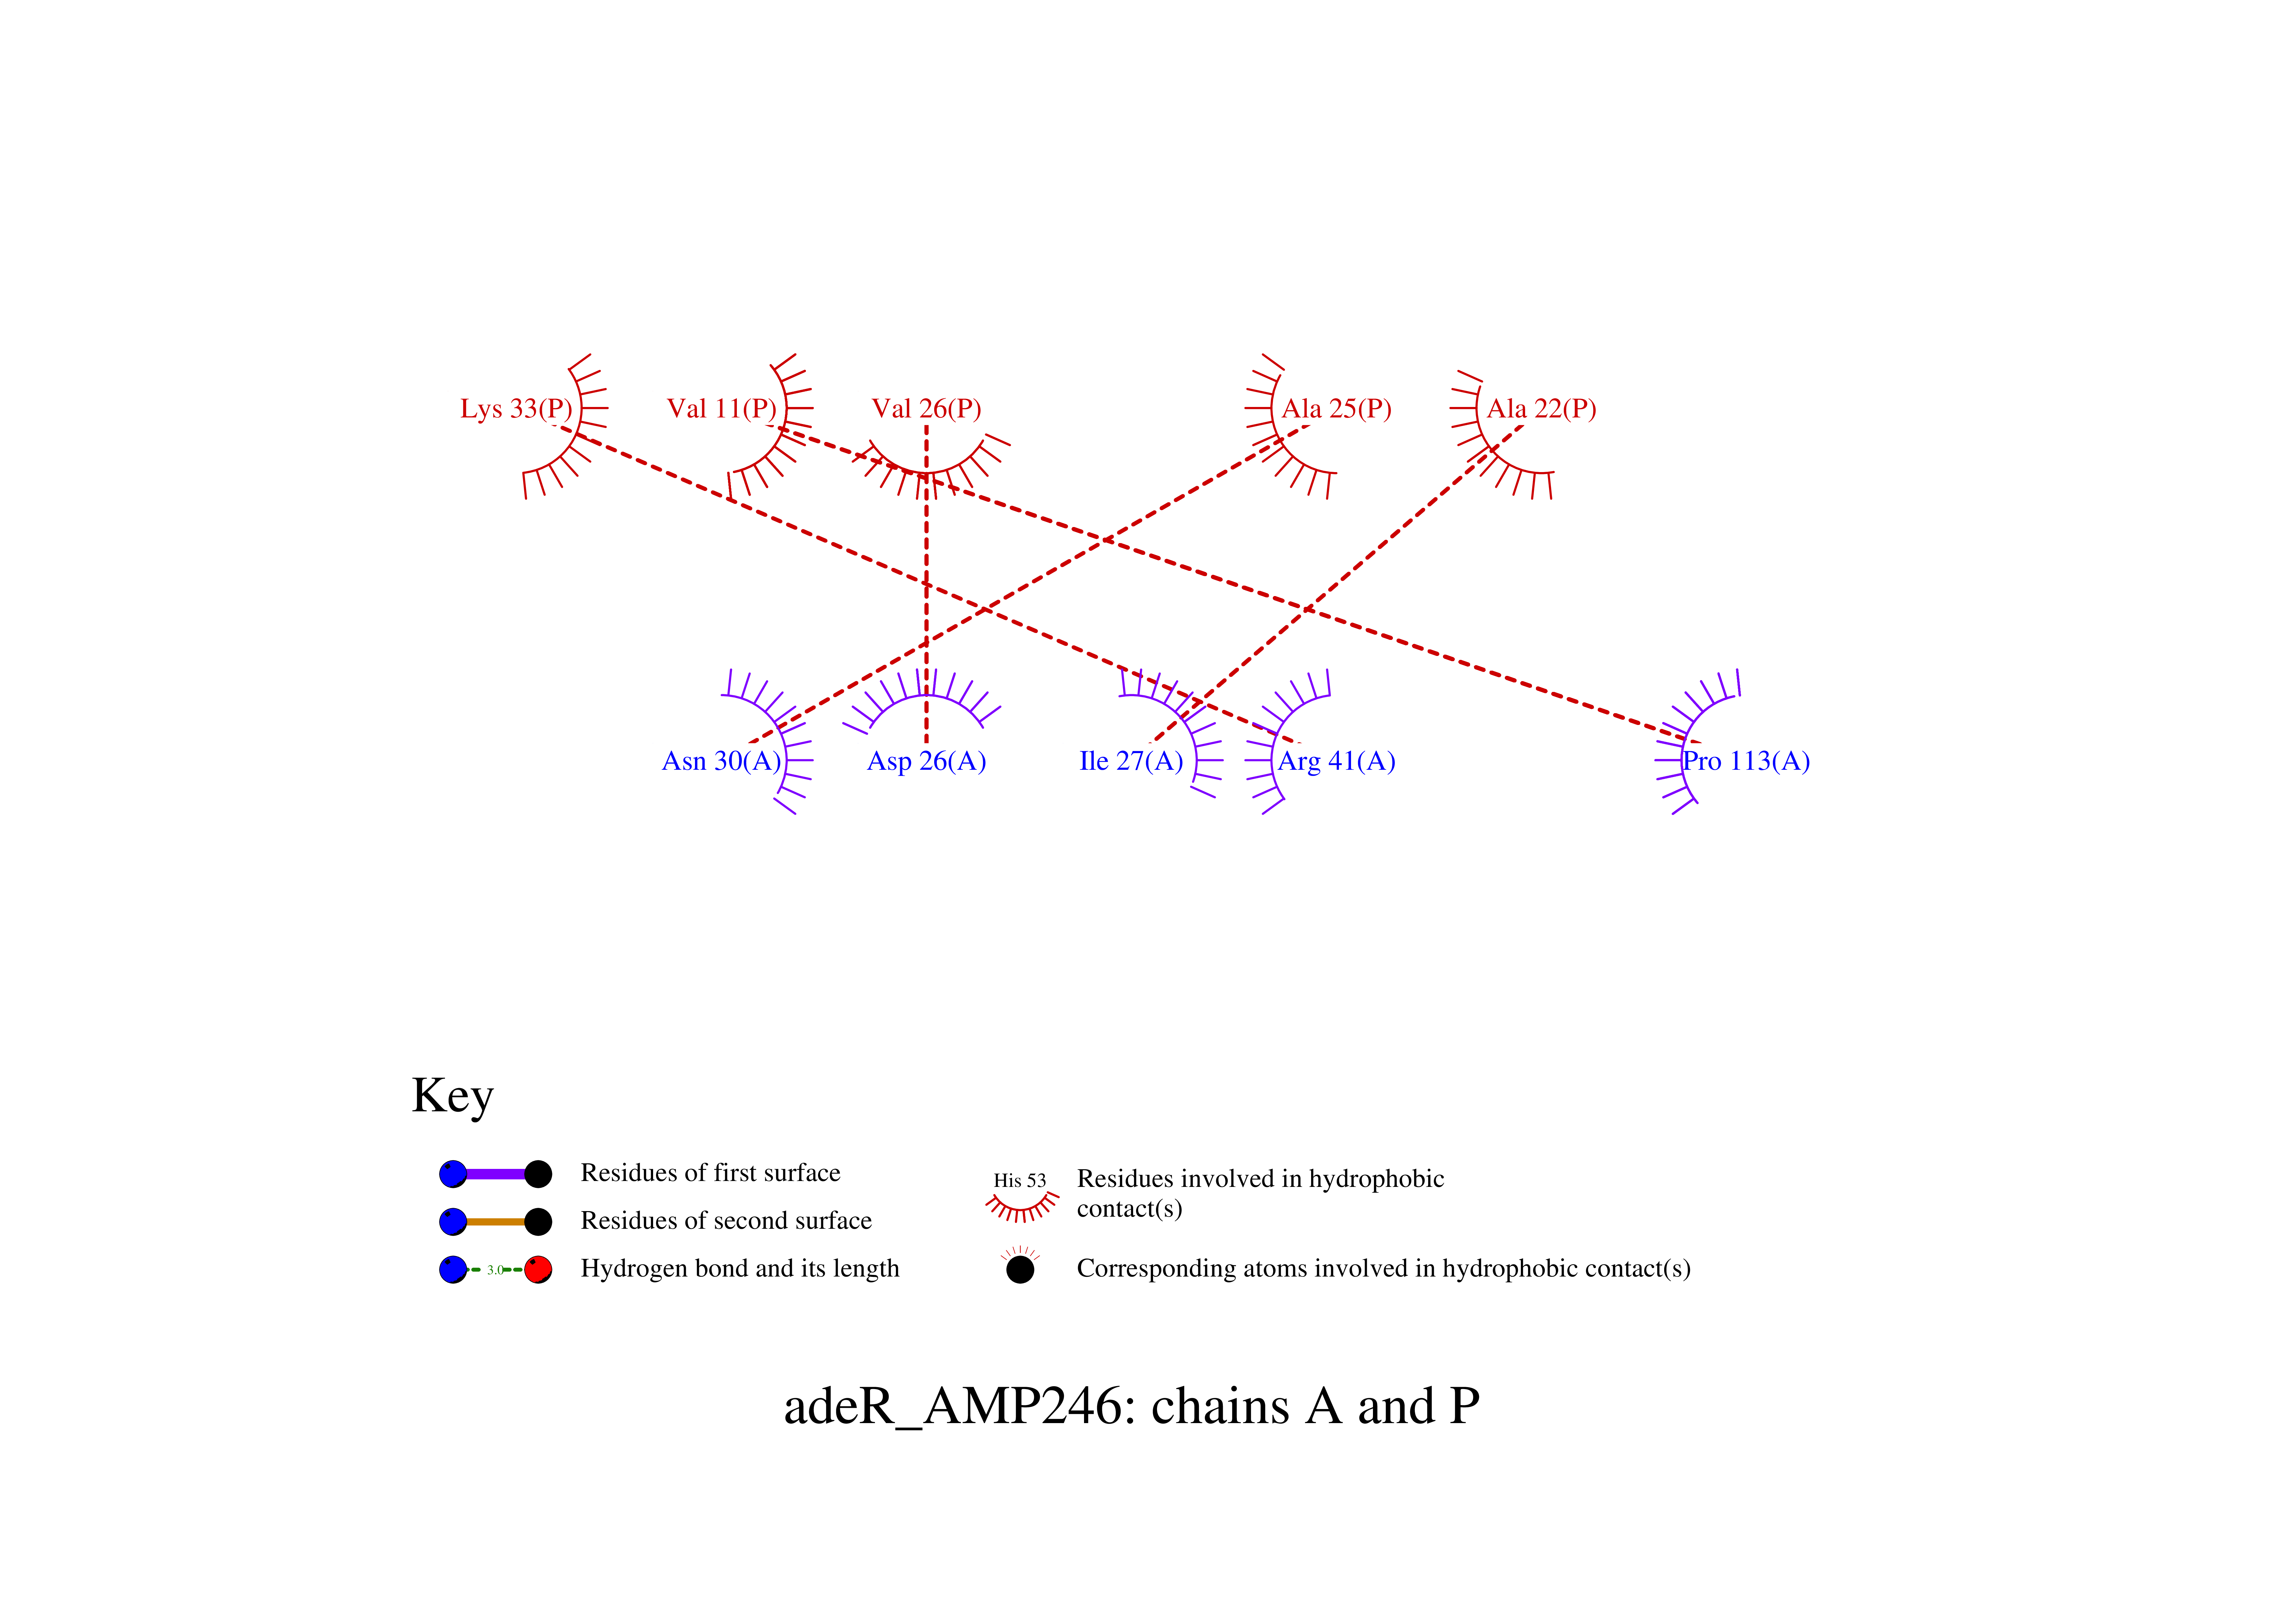 Lys 33(P) Val 11(P) Val 26(P) Ala 25(P) Ala 22(P)
Asn 30(A) Asp 26(A) Ile 27(A) Arg 41(A) Pro 113(A)
Key
Residues of first surface
Residues of second surface
3.0 Hydrogen bond and its length
His 53 Residues involved in hydrophobic
contact(s)
Corresponding atoms involved in hydrophobic contact(s)
adeR_AMP246: chains A and P